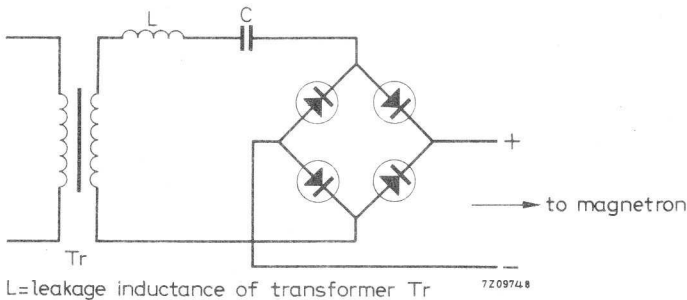 L
C
+
to magnetron
−
Tr
7Z09748
L=leakage inductance of transformer Tr